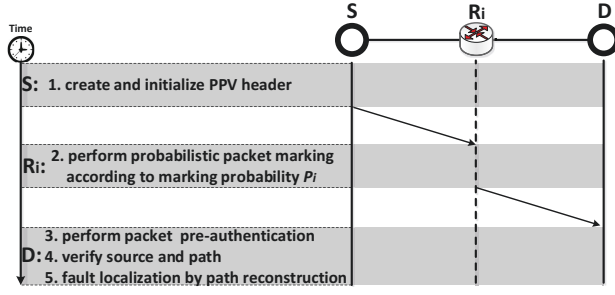 Time
S
Ri
D
S: 1. create and initialize PPV header
Ri: 2. perform probabilistic packet marking
according to marking probability Pi
3. perform packet pre-authentication
D: 4. verify source and path
5. fault localization by path reconstruction